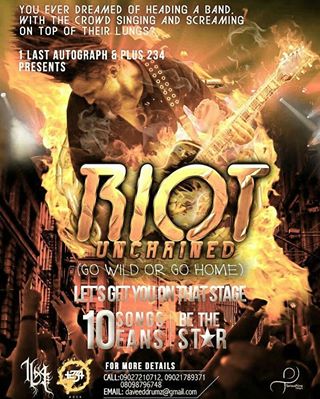 YOU EVER DREAMED OF HEADING A BAND,
WITH THE CROWD SINGING AND SCREAMING
ON TOP OF THEIR LUNGS?
1 LAST AUTOGRAPH & PLUS 234
PRESENTS
RIOT
UNCHAINED
(GO WILD OR GO HOME)
LET'S GET YOU ON THAT STAGE
10 SONGS FANS BE THE STAR
FOR MORE DETAILS
CALL:09027210712, 09021789371
08098796748
EMAIL: daveeddrumz@gmail.com